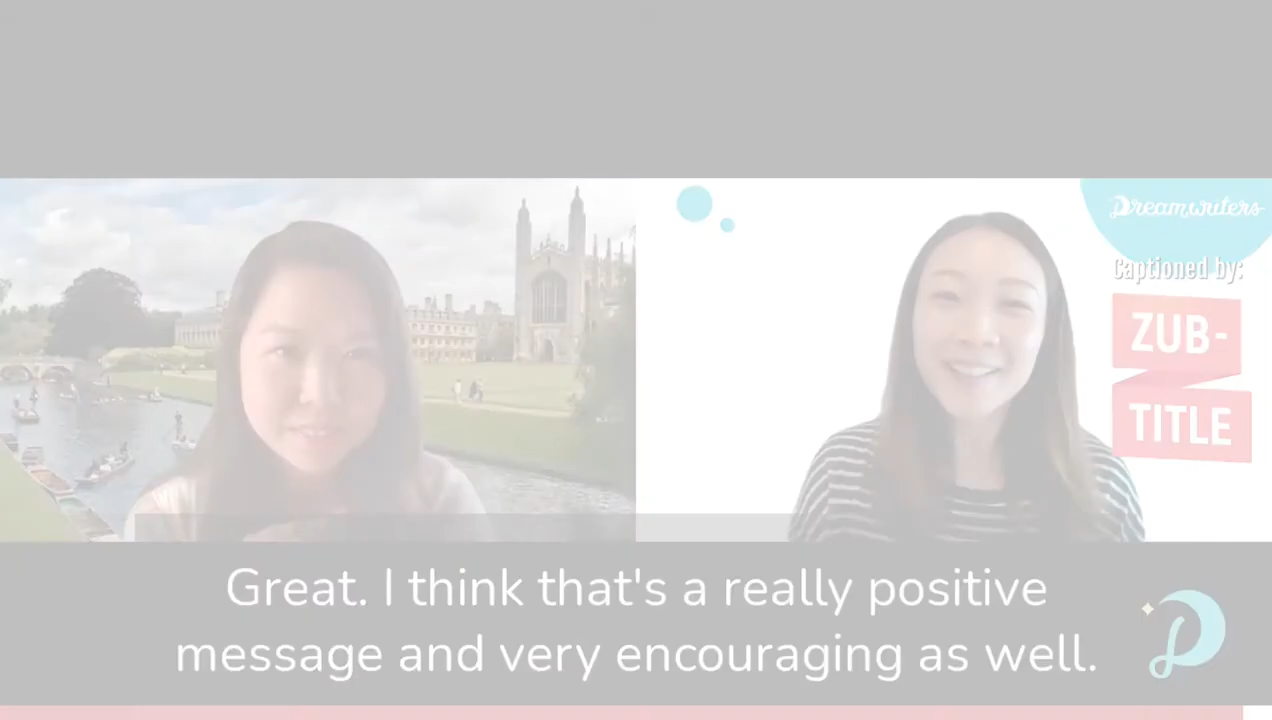 Dreamwriters
Captioned by:
ZUB-
TITLE
Great. I think that's a really positive
message and very encouraging as well.